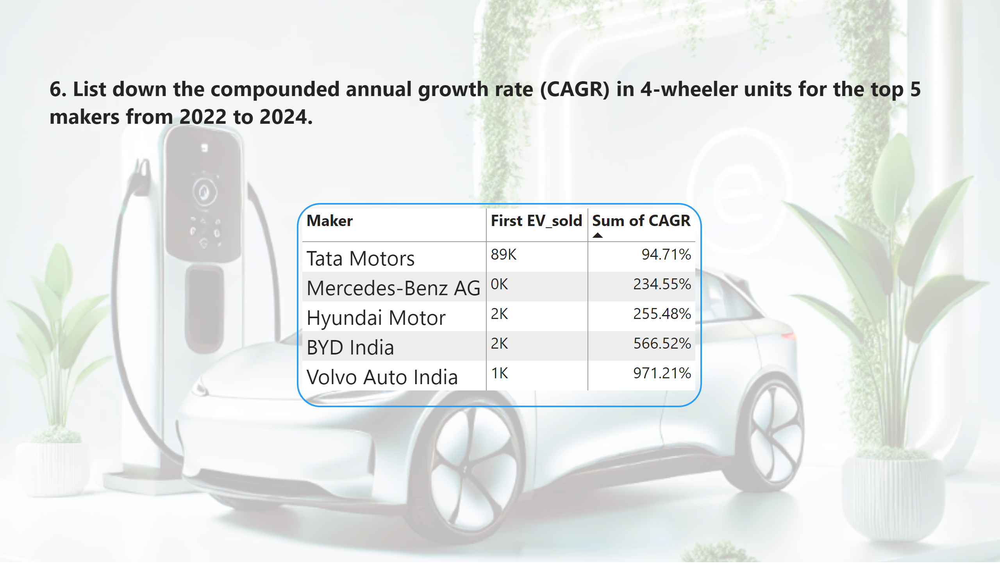 6. List down the compounded annual growth rate (CAGR) in 4-wheeler units for the top 5
makers from 2022 to 2024.
e
Maker First EV_sold Sum of CAGR
Tata Motors 89K 94.71%
Mercedes-Benz AG 0K 234.55%
Hyundai Motor 2K 255.48%
BYD India 2K 566.52%
Volvo Auto India 1K 971.21%